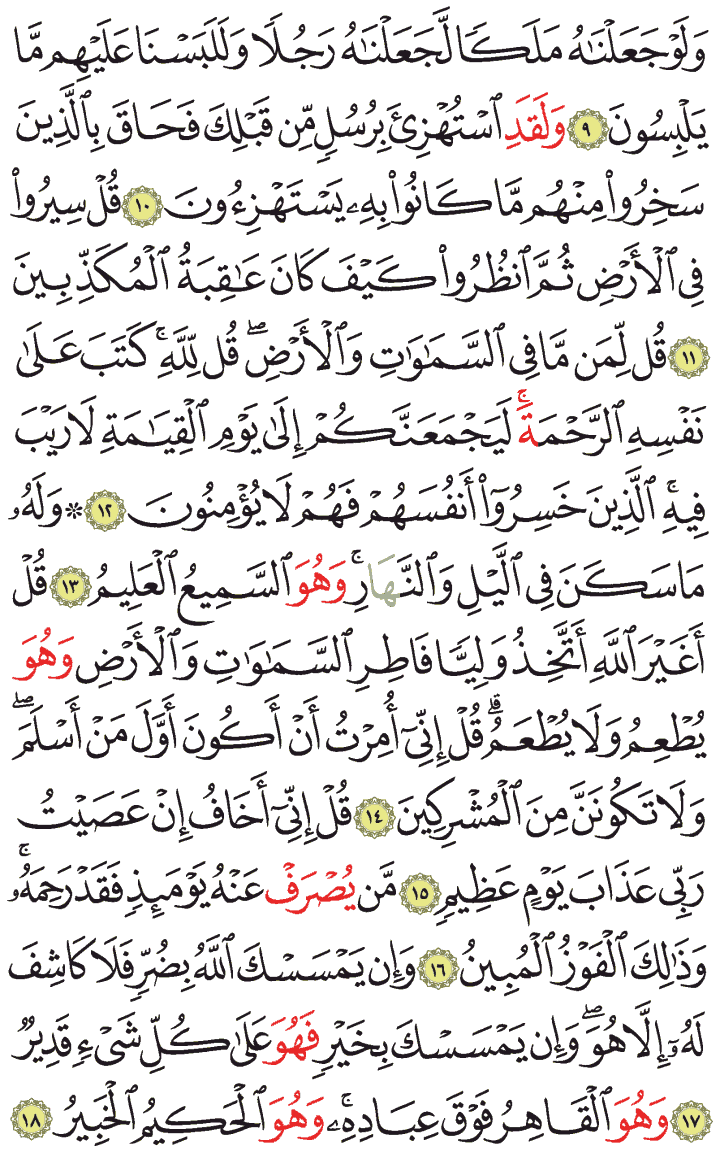 وَلَوْ جَعَلْنَٰهُ مَلَكًا لَّجَعَلْنَٰهُ رَجُلًا وَلَلَبَسْنَا عَلَيْهِم مَّا
يَلْبِسُونَ ٩ وَلَقَدِ ٱسْتُهْزِئَ بِرُسُلٍ مِّن قَبْلِكَ فَحَاقَ بِٱلَّذِينَ
سَخِرُوا۟ مِنْهُم مَّا كَانُوا۟ بِهِۦ يَسْتَهْزِءُونَ ١٠ قُلْ سِيرُوا۟
فِى ٱلْأَرْضِ ثُمَّ ٱنظُرُوا۟ كَيْفَ كَانَ عَٰقِبَةُ ٱلْمُكَذِّبِينَ
١١ قُل لِّمَن مَّا فِى ٱلسَّمَٰوَٰتِ وَٱلْأَرْضِ ۖ قُل لِّلَّهِ ۚ كَتَبَ عَلَىٰ
نَفْسِهِ ٱلرَّحْمَةَ ۚ لَيَجْمَعَنَّكُمْ إِلَىٰ يَوْمِ ٱلْقِيَٰمَةِ لَا رَيْبَ
فِيهِ ۚ ٱلَّذِينَ خَسِرُوٓا۟ أَنفُسَهُمْ فَهُمْ لَا يُؤْمِنُونَ ١٢ ۞ وَلَهُۥ
مَا سَكَنَ فِى ٱلَّيْلِ وَٱلنَّهَارِ ۚ وَهُوَ ٱلسَّمِيعُ ٱلْعَلِيمُ ١٣ قُلْ
أَغَيْرَ ٱللَّهِ أَتَّخِذُ وَلِيًّا فَاطِرِ ٱلسَّمَٰوَٰتِ وَٱلْأَرْضِ وَهُوَ
يُطْعِمُ وَلَا يُطْعَمُ ۗ قُلْ إِنِّىٓ أُمِرْتُ أَنْ أَكُونَ أَوَّلَ مَنْ أَسْلَمَ ۖ
وَلَا تَكُونَنَّ مِنَ ٱلْمُشْرِكِينَ ١٤ قُلْ إِنِّىٓ أَخَافُ إِنْ عَصَيْتُ
رَبِّى عَذَابَ يَوْمٍ عَظِيمٍ ١٥ مَّن يُصْرَفْ عَنْهُ يَوْمَئِذٍ فَقَدْ رَحِمَهُۥ ۚ
وَذَٰلِكَ ٱلْفَوْزُ ٱلْمُبِينُ ١٦ وَإِن يَمْسَسْكَ ٱللَّهُ بِضُرٍّ فَلَا كَاشِفَ
لَهُۥٓ إِلَّا هُوَ ۖ وَإِن يَمْسَسْكَ بِخَيْرٍ فَهُوَ عَلَىٰ كُلِّ شَىْءٍ قَدِيرٌ
١٧ وَهُوَ ٱلْقَاهِرُ فَوْقَ عِبَادِهِۦ ۚ وَهُوَ ٱلْحَكِيمُ ٱلْخَبِيرُ ١٨